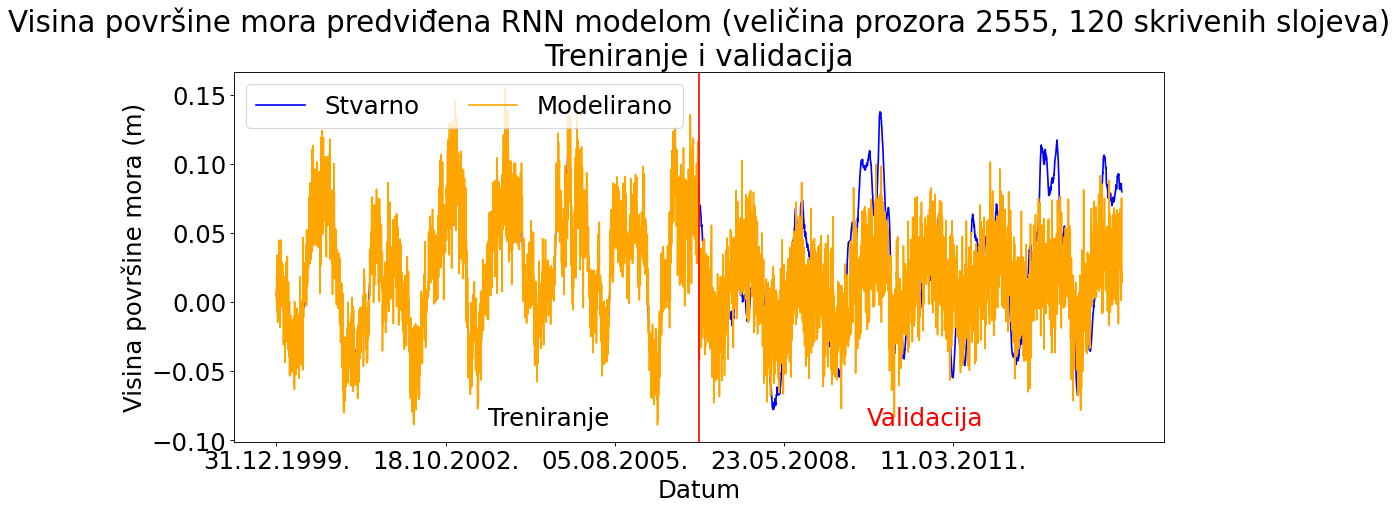 Visina površine mora predviđena RNN modelom (veličina prozora 2555, 120 skrivenih slojeva)
Treniranje i validacija
Stvarno
Modelirano
Visina površine mora (m)
0.15
0.10
0.05
0.00
−0.05
−0.10
Treniranje
Validacija
31.12.1999.
18.10.2002.
05.08.2005.
23.05.2008.
11.03.2011.
Datum